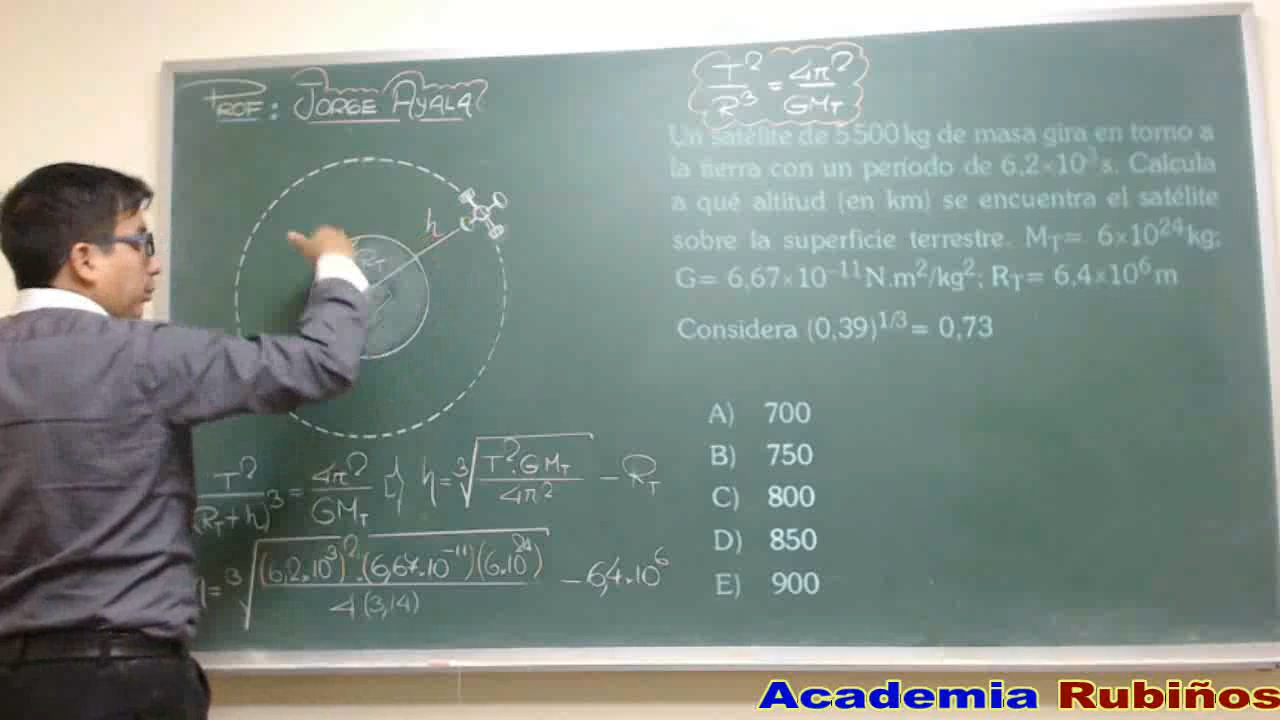 PROF: JORGE AYALA
T²/R³ = 4π²/GM_T
Un satélite de 5 500 kg de masa gira en torno a
la tierra con un período de 6,2×10³ s. Calcula
a qué altitud (en km) se encuentra el satélite
sobre la superficie terrestre. M_T= 6×10²⁴ kg;
G= 6,67×10⁻¹¹ N.m²/kg²; R_T= 6,4×10⁶ m
Considera (0,39)^1/3 = 0,73
h
R_T
A) 700
B) 750
C) 800
D) 850
E) 900
T²/(R_T+h)³ = 4π²/GM_T ⇒ h = ∛(T².GM_T/4π²) − R_T
h = ∛((6,2.10³)².(6,67.10⁻¹¹)(6.10²⁴)/4(3,14)) − 6,4.10⁶
Academia Rubiños